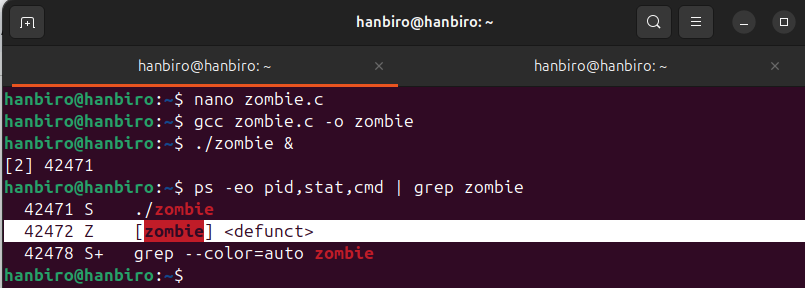 hanbiro@hanbiro: ~
hanbiro@hanbiro: ~ ×
hanbiro@hanbiro: ~ ×
hanbiro@hanbiro:~$ nano zombie.c
hanbiro@hanbiro:~$ gcc zombie.c -o zombie
hanbiro@hanbiro:~$ ./zombie &
[2] 42471
hanbiro@hanbiro:~$ ps -eo pid,stat,cmd | grep zombie
  42471 S    ./zombie
  42472 Z    [zombie] <defunct>
  42478 S+   grep --color=auto zombie
hanbiro@hanbiro:~$